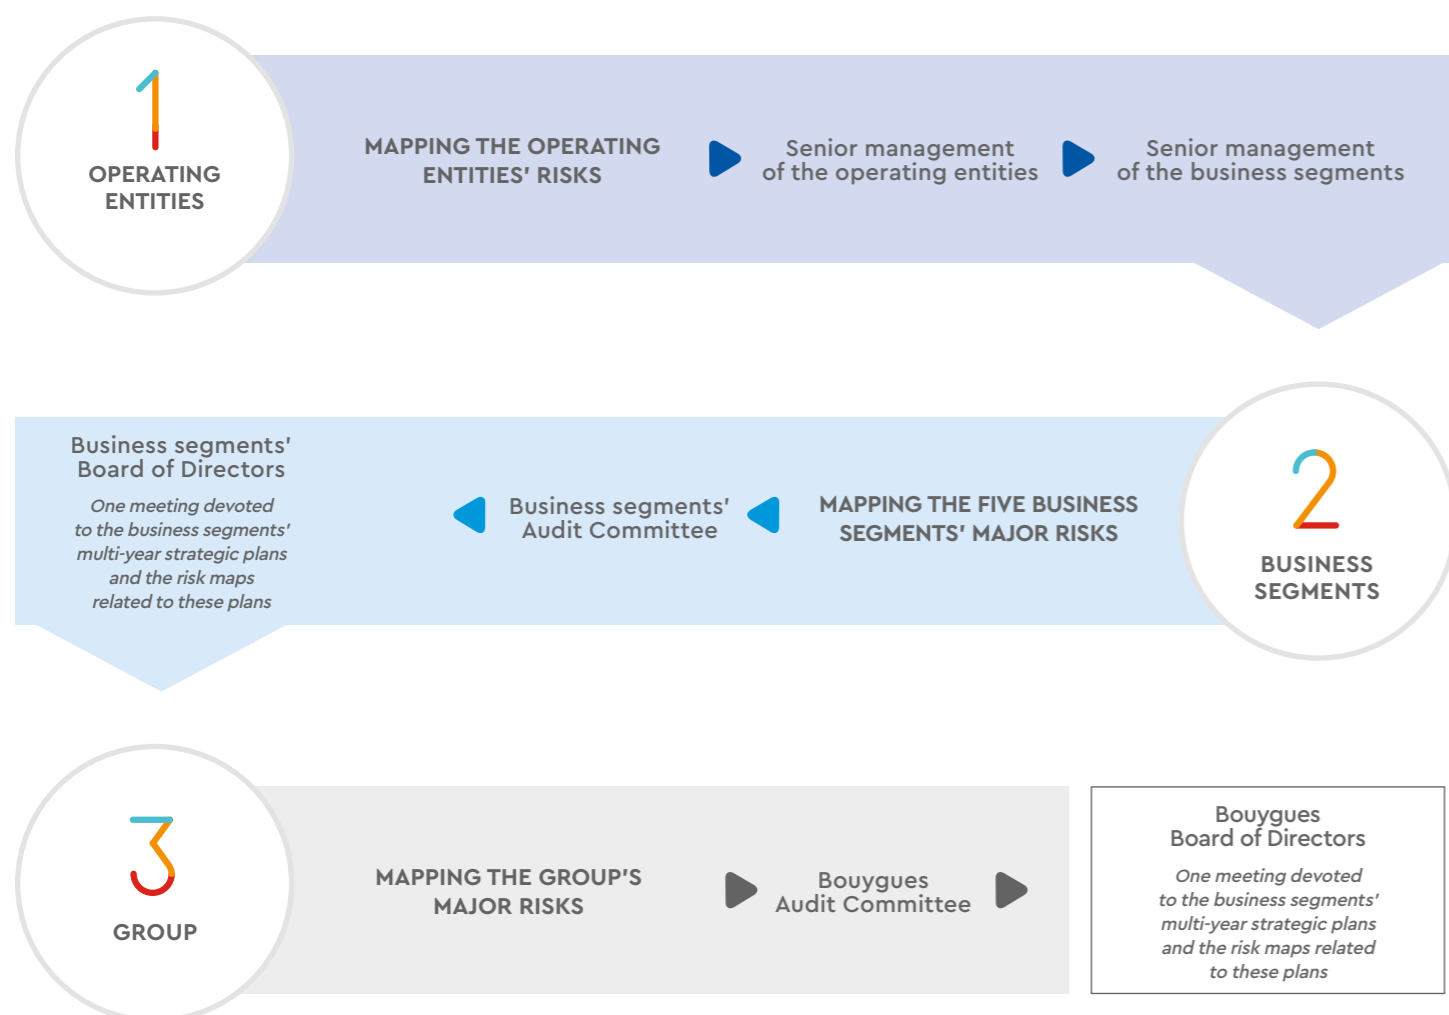 1
OPERATING
ENTITIES
MAPPING THE OPERATING
ENTITIES' RISKS
Senior management
of the operating entities
Senior management
of the business segments
2
BUSINESS
SEGMENTS
MAPPING THE FIVE BUSINESS
SEGMENTS' MAJOR RISKS
Business segments'
Audit Committee
Business segments'
Board of Directors
One meeting devoted
to the business segments'
multi-year strategic plans
and the risk maps
related to these plans
3
GROUP
MAPPING THE GROUP'S
MAJOR RISKS
Bouygues
Audit Committee
Bouygues
Board of Directors
One meeting devoted
to the business segments'
multi-year strategic plans
and the risk maps related
to these plans